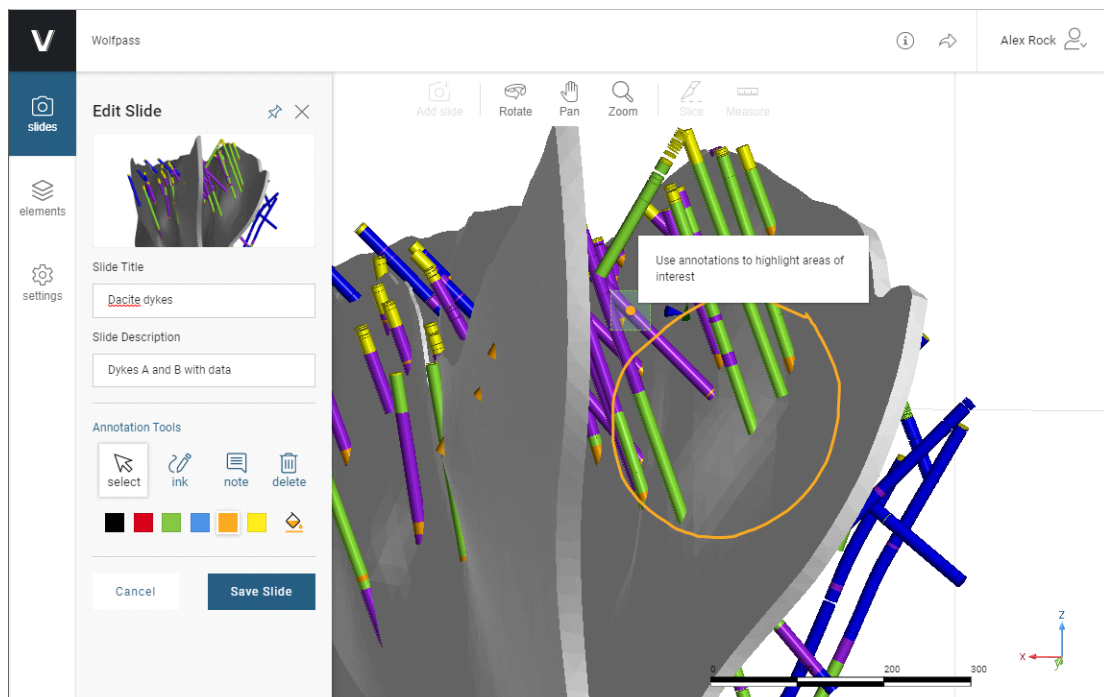 V
Wolfpass
Alex Rock
slides
elements
settings
Edit Slide
Slide Title
Dacite dykes
Slide Description
Dykes A and B with data
Annotation Tools
select
ink
note
delete
Cancel
Save Slide
Add slide
Rotate
Pan
Zoom
Slice
Measure
Use annotations to highlight areas of
interest
Z
X
y
0
200
300